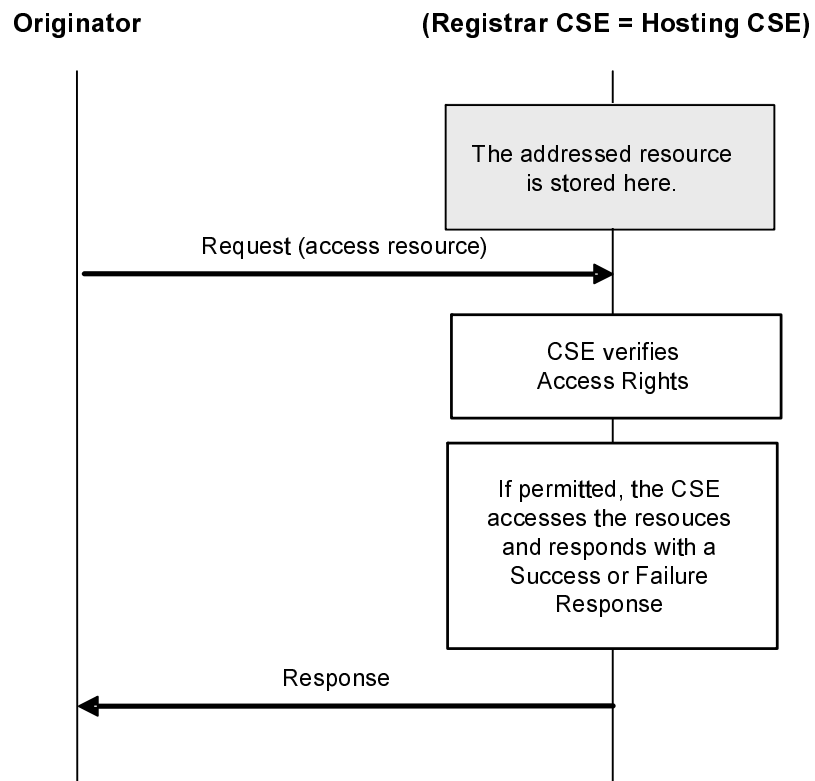 Originator
(Registrar CSE = Hosting CSE)
The addressed resource
is stored here.
Request (access resource)
CSE verifies
Access Rights
If permitted, the CSE
accesses the resouces
and responds with a
Success or Failure
Response
Response